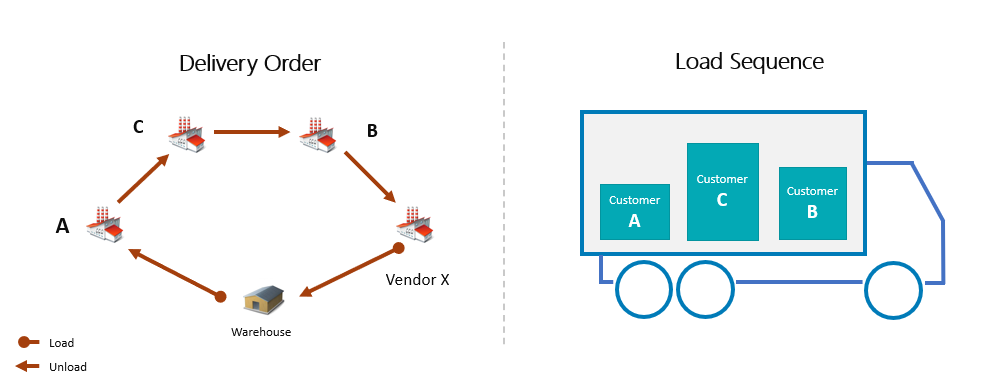 Delivery Order
C
B
A
Vendor X
Warehouse
Load
Unload
Load Sequence
Customer
A
Customer
C
Customer
B